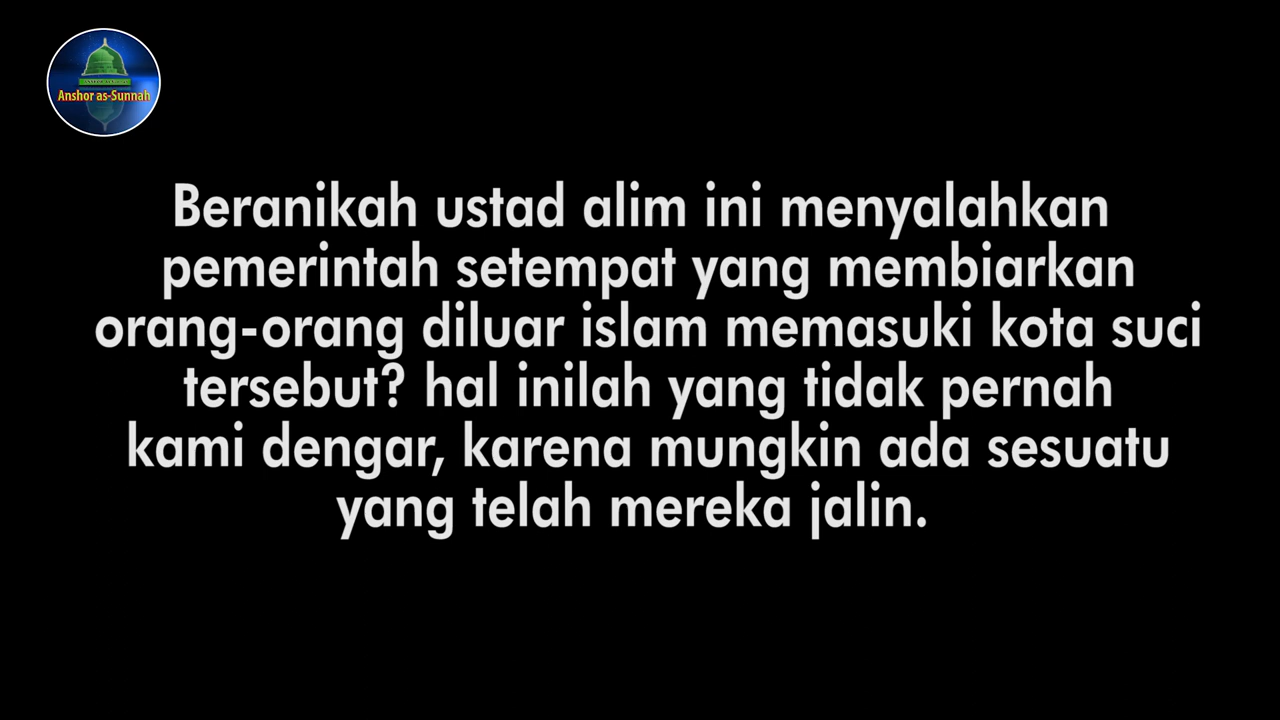 Anshor as-Sunnah
Beranikah ustad alim ini menyalahkan
pemerintah setempat yang membiarkan
orang-orang diluar islam memasuki kota suci
tersebut? hal inilah yang tidak pernah
kami dengar, karena mungkin ada sesuatu
yang telah mereka jalin.